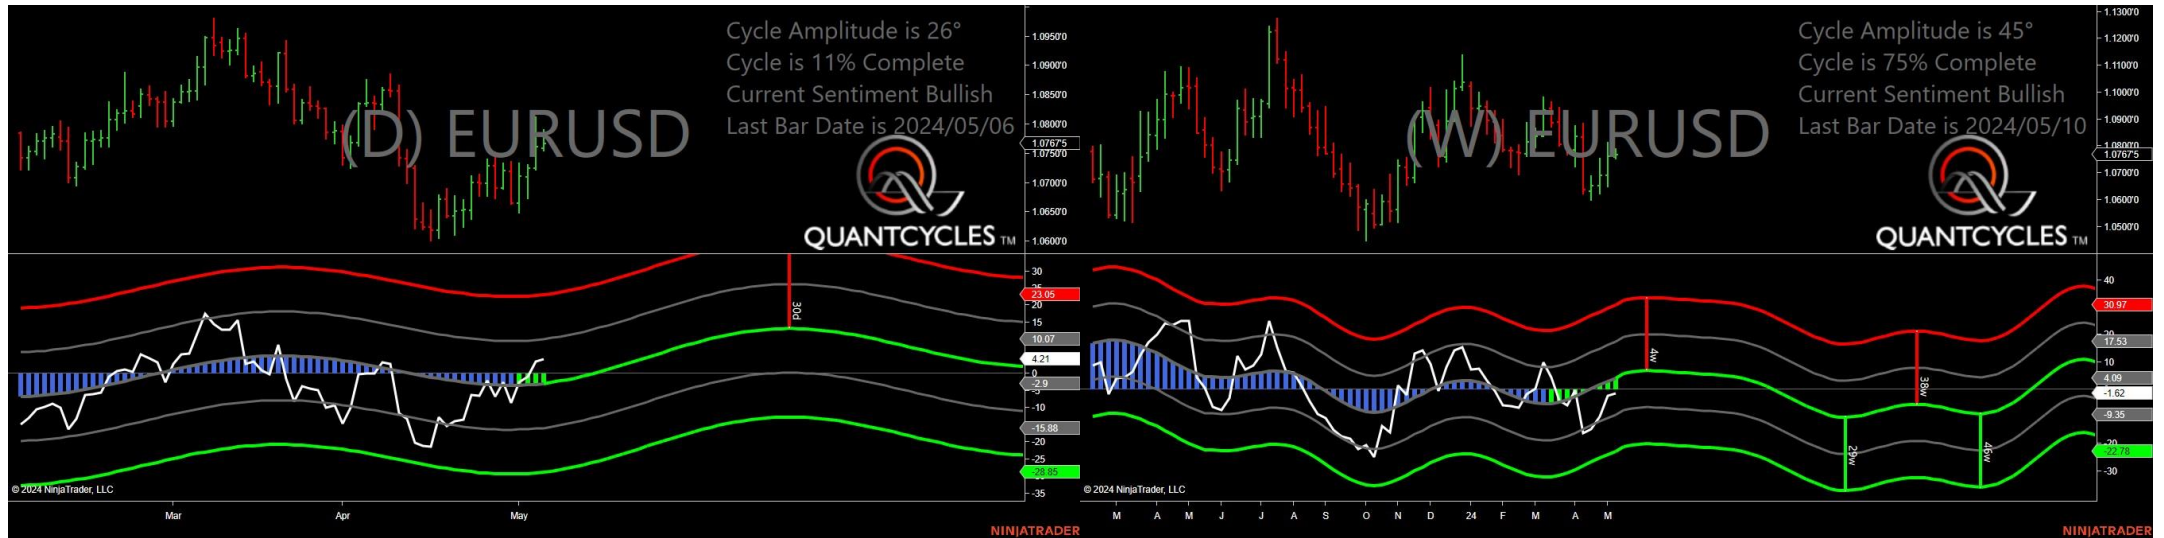 Cycle Amplitude is 26°
Cycle is 11% Complete
Current Sentiment Bullish
Last Bar Date is 2024/05/06
(D) EURUSD
QUANTCYCLES TM
1.0950'0
1.0900'0
1.0850'0
1.0800'0
1.0767'5
1.0750'0
1.0700'0
1.0650'0
1.0600'0
30
23.05
20
15
10.07
4.21
0
-2.9
-10
-15.88
-20
-25
-28.85
-35
30d
© 2024 NinjaTrader, LLC
Mar Apr May
NINJATRADER
Cycle Amplitude is 45°
Cycle is 75% Complete
Current Sentiment Bullish
Last Bar Date is 2024/05/10
(W) EURUSD
QUANTCYCLES TM
1.1300'0
1.1200'0
1.1100'0
1.1000'0
1.0900'0
1.0800'0
1.0767'5
1.0700'0
1.0600'0
1.0500'0
40
30.97
20
17.53
10
4.09
-1.62
-9.35
-20
-22.78
-30
4w
38w
29w
46w
© 2024 NinjaTrader, LLC
M A M J J A S O N D 24 F M A M
NINJATRADER